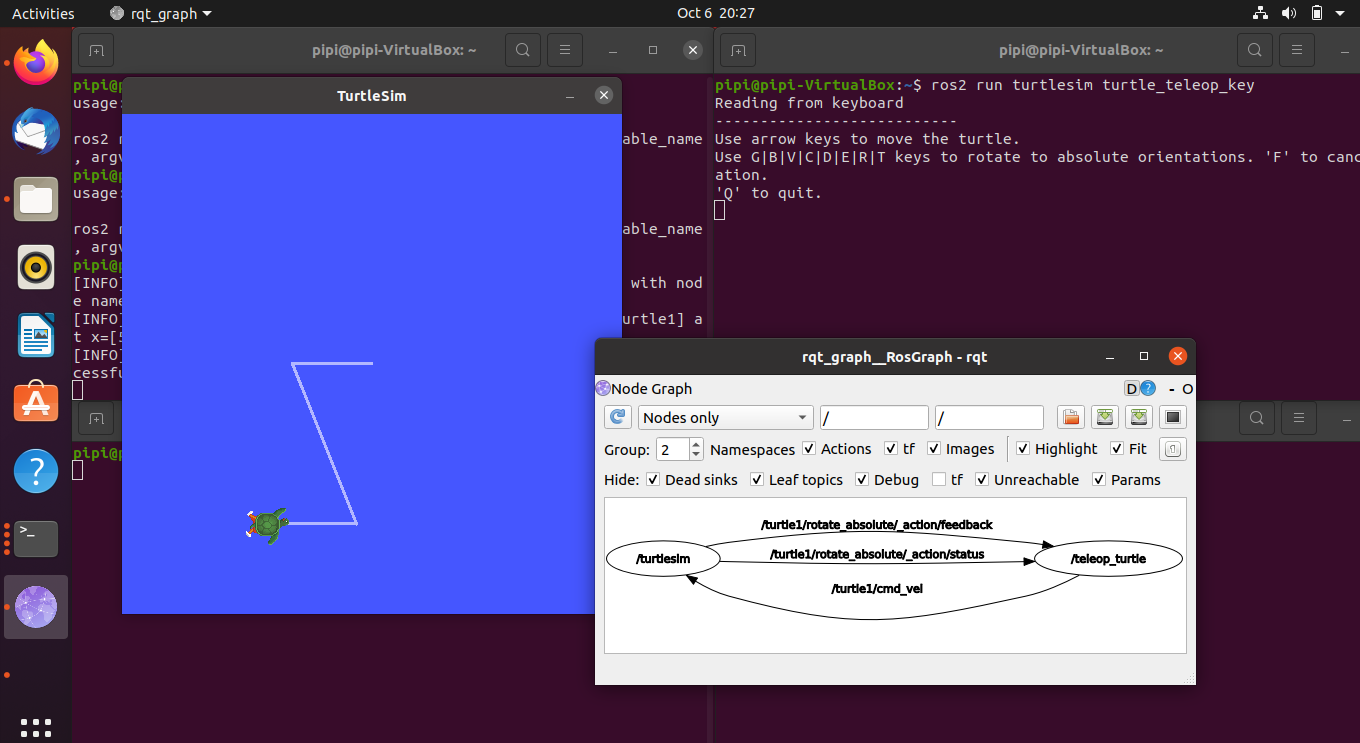 Activities
rqt_graph
Oct 6 20:27
pipi@pipi-VirtualBox: ~
pipi@pipi-VirtualBox: ~
usage:
ros2
able_name
, argv
usage:
ros2
able_name
, argv
[INFO]
with nod
e name
[INFO]
urtle1] a
t x=[5
[INFO]
cessfu
TurtleSim
pipi@pipi-VirtualBox:~$ ros2 run turtlesim turtle_teleop_key
Reading from keyboard
---------------------------
Use arrow keys to move the turtle.
Use G|B|V|C|D|E|R|T keys to rotate to absolute orientations. 'F' to canc
ation.
'Q' to quit.
rqt_graph__RosGraph - rqt
Node Graph
D
?
- O
Nodes only
/
/
Group: 2 Namespaces Actions tf Images Highlight Fit
Hide: Dead sinks Leaf topics Debug tf Unreachable Params
/turtle1/rotate_absolute/_action/feedback
/turtlesim
/turtle1/rotate_absolute/_action/status
/teleop_turtle
/turtle1/cmd_vel